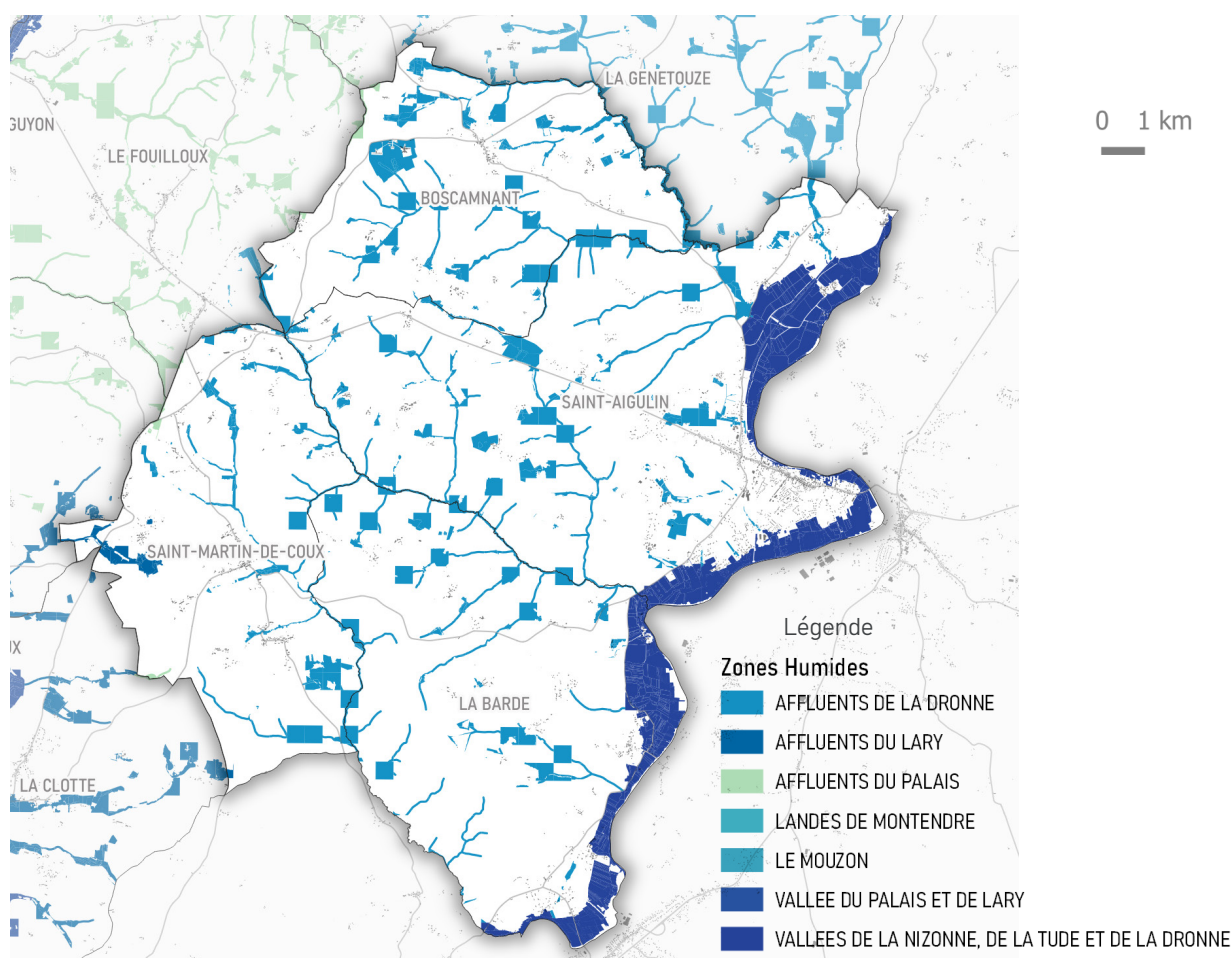 LA GENETOUZE
0 1 km
GUYON
LE FOUILLOUX
BOSCAMNANT
SAINT-AIGULIN
SAINT-MARTIN-DE-COUX
UX
LA BARDE
LA CLOTTE
Légende
Zones Humides
AFFLUENTS DE LA DRONNE
AFFLUENTS DU LARY
AFFLUENTS DU PALAIS
LANDES DE MONTENDRE
LE MOUZON
VALLEE DU PALAIS ET DE LARY
VALLEES DE LA NIZONNE, DE LA TUDE ET DE LA DRONNE